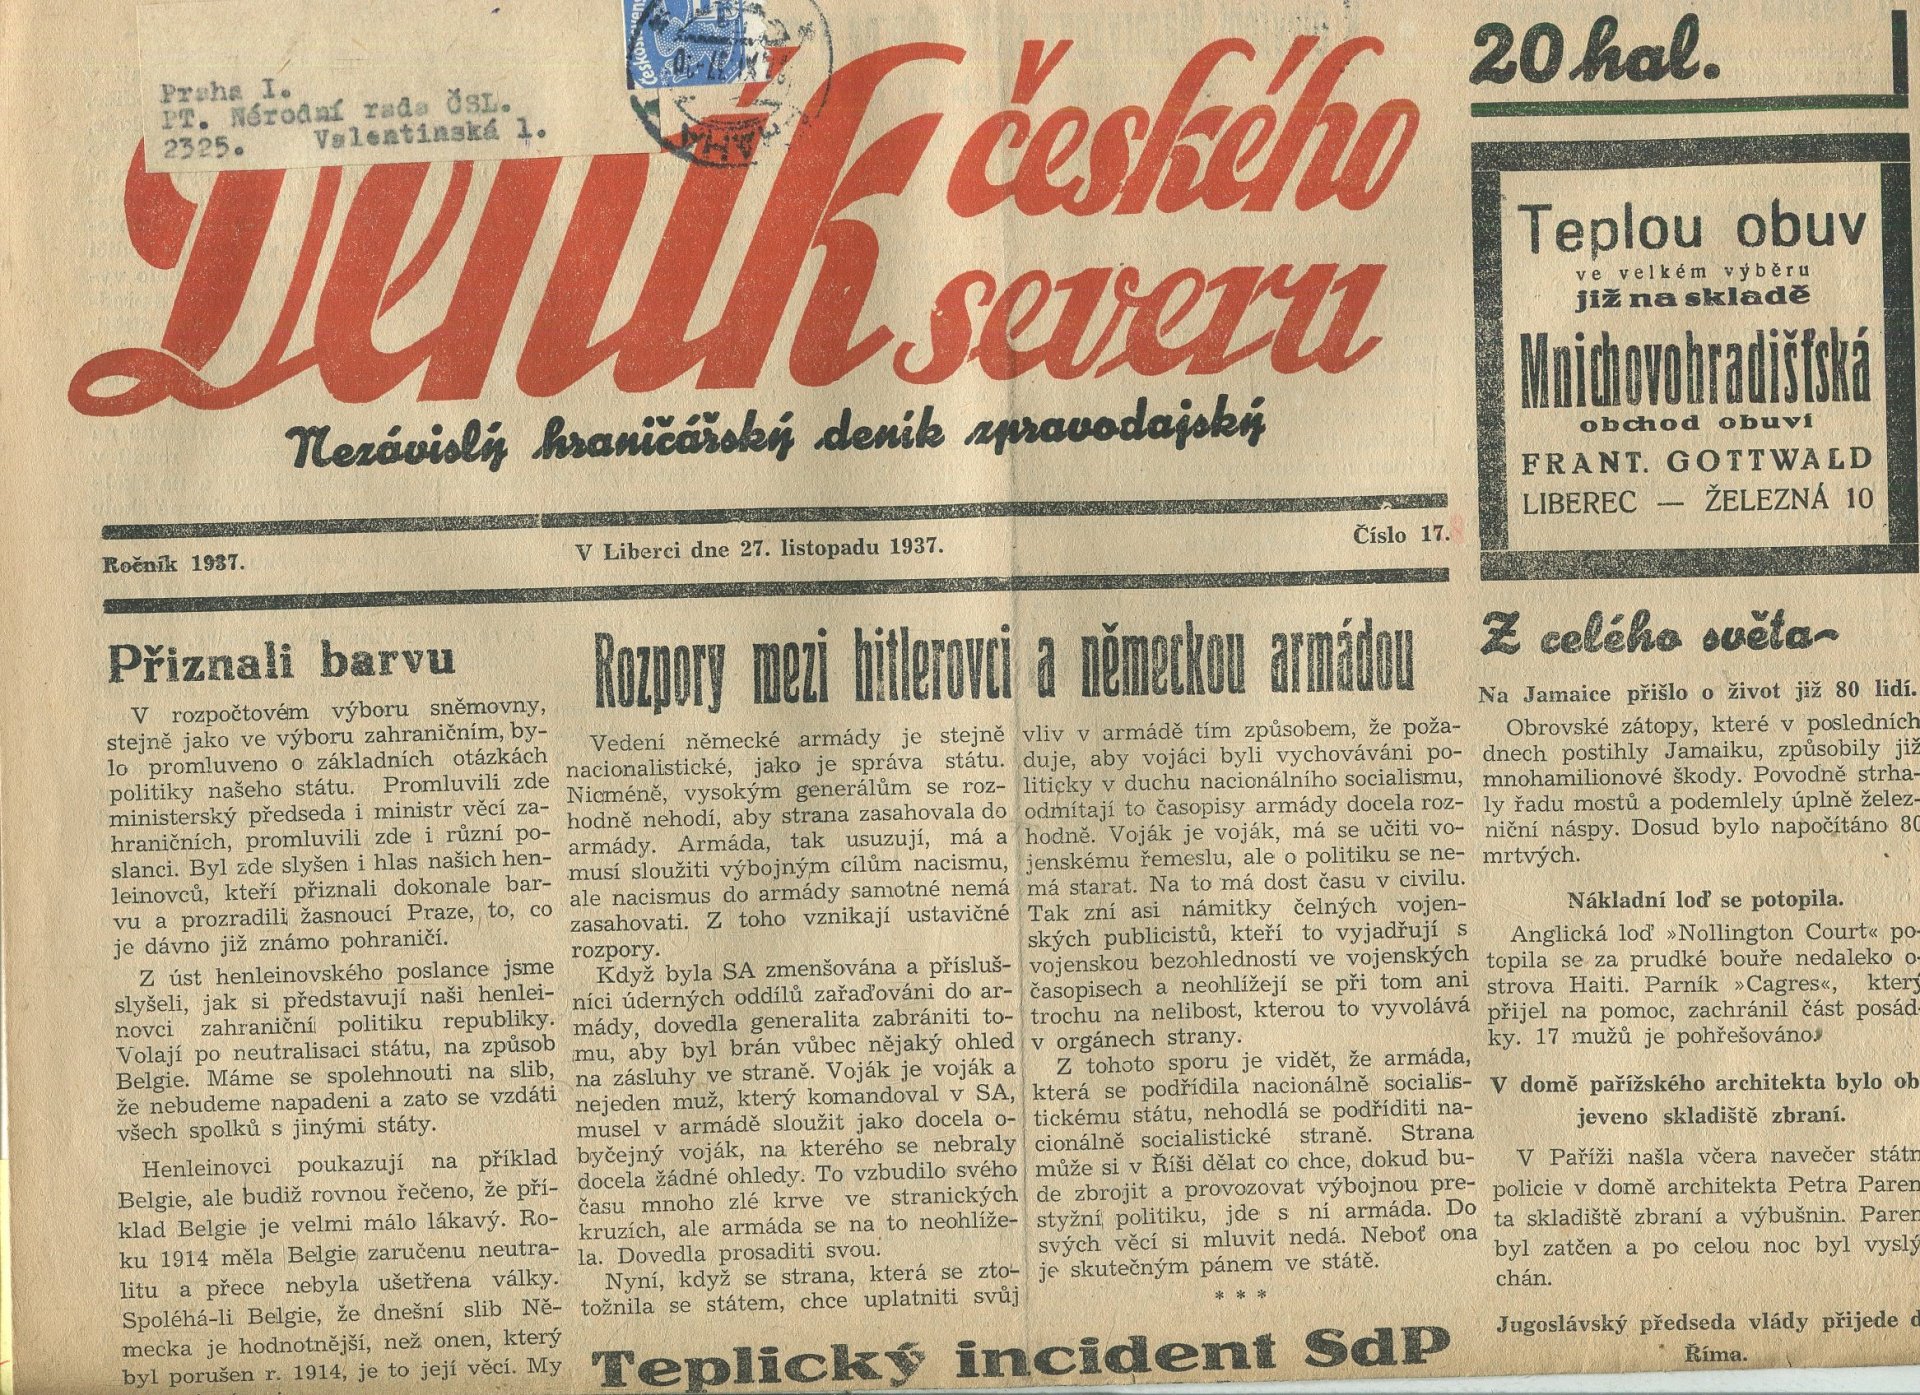 Praha I.
PT. Národní rada ČSL.
2325. Valentinská 1.
Deník českého
severu
Nezávislý hraničářský deník zpravodajský
20 hal.
Teplou obuv
ve velkém výběru
již na skladě
Mnichovohradišťská
obchod obuví
FRANT. GOTTWALD
LIBEREC — ŽELEZNÁ 10
Ročník 1937.
V Liberci dne 27. listopadu 1937.
Číslo 17.
Přiznali barvu
V rozpočtovém výboru sněmovny,
stejně jako ve výboru zahraničním, by-
lo promluveno o základních otázkách
politiky našeho státu. Promluvili zde
ministerský předseda i ministr věcí za-
hraničních, promluvili zde i různí po-
slanci. Byl zde slyšen i hlas našich hen-
leinovců, kteří přiznali dokonale bar-
vu a prozradili žasnoucí Praze, to, co
je dávno již známo pohraničí.
Z úst henleinovského poslance jsme
slyšeli, jak si představují naši henlei-
novci zahraniční politiku republiky.
Volají po neutralisaci státu, na způsob
Belgie. Máme se spolehnouti na slib,
že nebudeme napadeni a zato se vzdáti
všech spolků s jinými státy.
Henleinovci poukazují na příklad
Belgie, ale budiž rovnou řečeno, že pří-
klad Belgie je velmi málo lákavý. Ro-
ku 1914 měla Belgie zaručenu neutra-
litu a přece nebyla ušetřena války.
Spoléhá-li Belgie, že dnešní slib Ně-
mecka je hodnotnější, než onen, který
byl porušen r. 1914, je to její věcí. My
Rozpory mezi hitlerovci a německou armádou
Vedení německé armády je stejně
nacionalistické, jako je správa státu.
Nicméně, vysokým generálům se roz-
hodně nehodí, aby strana zasahovala do
armády. Armáda, tak usuzují, má a
musí sloužiti výbojným cílům nacismu,
ale nacismus do armády samotné nemá
zasahovati. Z toho vznikají ustavičné
rozpory.
Když byla SA zmenšována a přísluš-
níci úderných oddílů zařaďováni do ar-
mády, dovedla generalita zabrániti to-
mu, aby byl brán vůbec nějaký ohled
na zásluhy ve straně. Voják je voják a
nejeden muž, který komandoval v SA,
musel v armádě sloužit jako docela o-
byčejný voják, na kterého se nebraly
docela žádné ohledy. To vzbudilo svého
času mnoho zlé krve ve stranických
kruzích, ale armáda se na to neohlíže-
la. Dovedla prosaditi svou.
Nyní, když se strana, která se zto-
tožnila se státem, chce uplatniti svůj
vliv v armádě tím způsobem, že poža-
duje, aby vojáci byli vychováváni po-
liticky v duchu nacionálního socialismu,
odmítají to časopisy armády docela roz-
hodně. Voják je voják, má se učiti vo-
jenskému řemeslu, ale o politiku se ne-
má starat. Na to má dost času v civilu.
Tak zní asi námitky čelných vojen-
ských publicistů, kteří to vyjadřují s
vojenskou bezohledností ve vojenských
časopisech a neohlížejí se při tom ani
trochu na nelibost, kterou to vyvolává
v orgánech strany.
Z tohoto sporu je vidět, že armáda,
která se podřídila nacionálně socialis-
tickému státu, nehodlá se podříditi na-
cionálně socialistické straně. Strana
může si v Říši dělat co chce, dokud bu-
de zbrojit a provozovat výbojnou pre-
styžní politiku, jde s ní armáda. Do
svých věcí si mluvit nedá. Neboť ona
je skutečným pánem ve státě.
* * *
Teplický incident SdP
Z celého světa~
Na Jamaice přišlo o život již 80 lidí.
Obrovské zátopy, které v posledních
dnech postihly Jamaiku, způsobily již
mnohamilionové škody. Povodně strha-
ly řadu mostů a podemlely úplně želez-
niční náspy. Dosud bylo napočítáno 80
mrtvých.
Nákladní loď se potopila.
Anglická loď »Nollington Court« po-
topila se za prudké bouře nedaleko o-
strova Haiti. Parník »Cagres«, který
přijel na pomoc, zachránil část posád-
ky. 17 mužů je pohřešováno.
V domě pařížského architekta bylo ob
jeveno skladiště zbraní.
V Paříži našla včera navečer státn
policie v domě architekta Petra Paren
ta skladiště zbraní a výbušnin. Paren
byl zatčen a po celou noc byl vyslý
chán.
Jugoslávský předseda vlády přijede d
Říma.